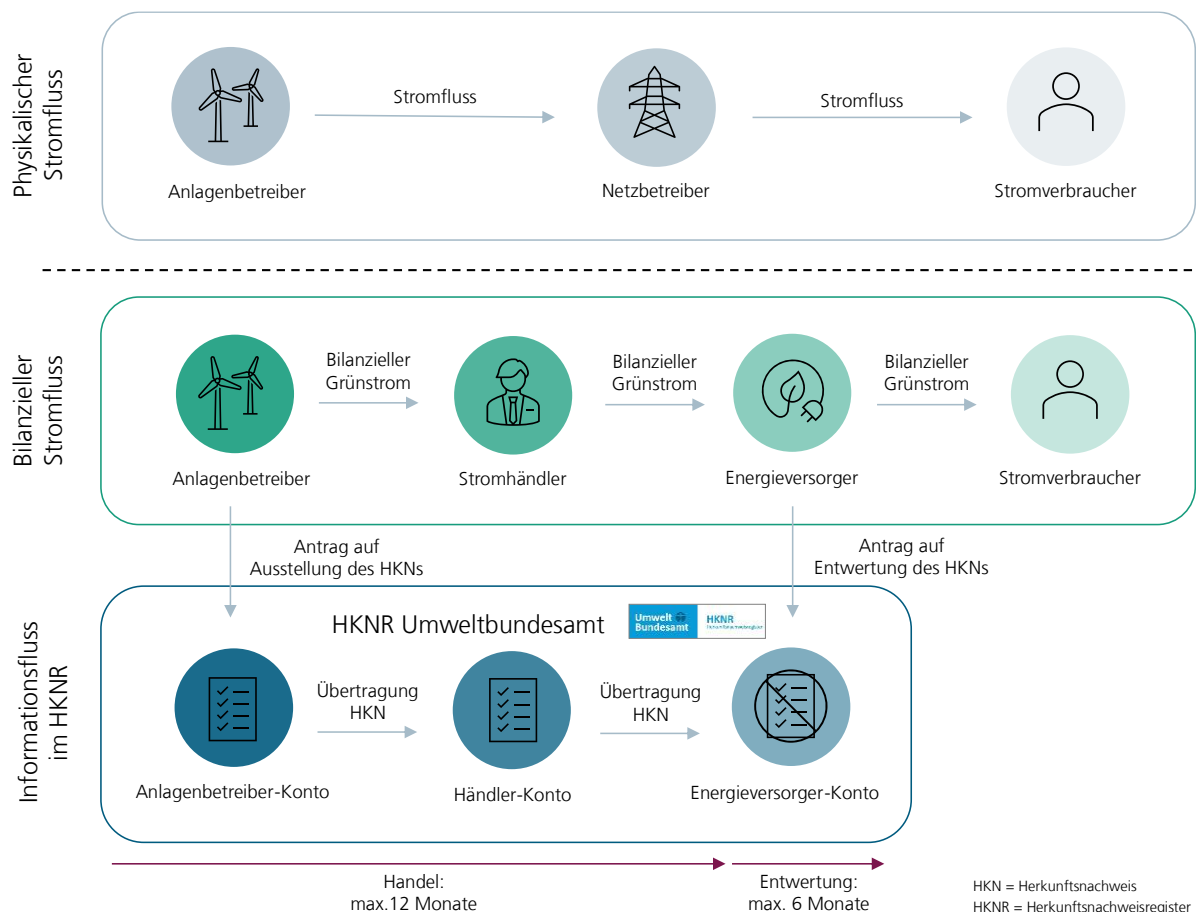 Physikalischer
Stromfluss
Stromfluss
Stromfluss
Anlagenbetreiber
Netzbetreiber
Stromverbraucher
Bilanzieller
Stromfluss
Bilanzieller
Grünstrom
Bilanzieller
Grünstrom
Bilanzieller
Grünstrom
Anlagenbetreiber
Stromhändler
Energieversorger
Stromverbraucher
Antrag auf
Ausstellung des HKNs
Antrag auf
Entwertung des HKNs
Informationsfluss
im HKNR
HKNR Umweltbundesamt
Umwelt
Bundesamt
HKNR
Herkunftsnachweisregister
Übertragung
HKN
Übertragung
HKN
Anlagenbetreiber-Konto
Händler-Konto
Energieversorger-Konto
Handel:
max.12 Monate
Entwertung:
max. 6 Monate
HKN = Herkunftsnachweis
HKNR = Herkunftsnachweisregister